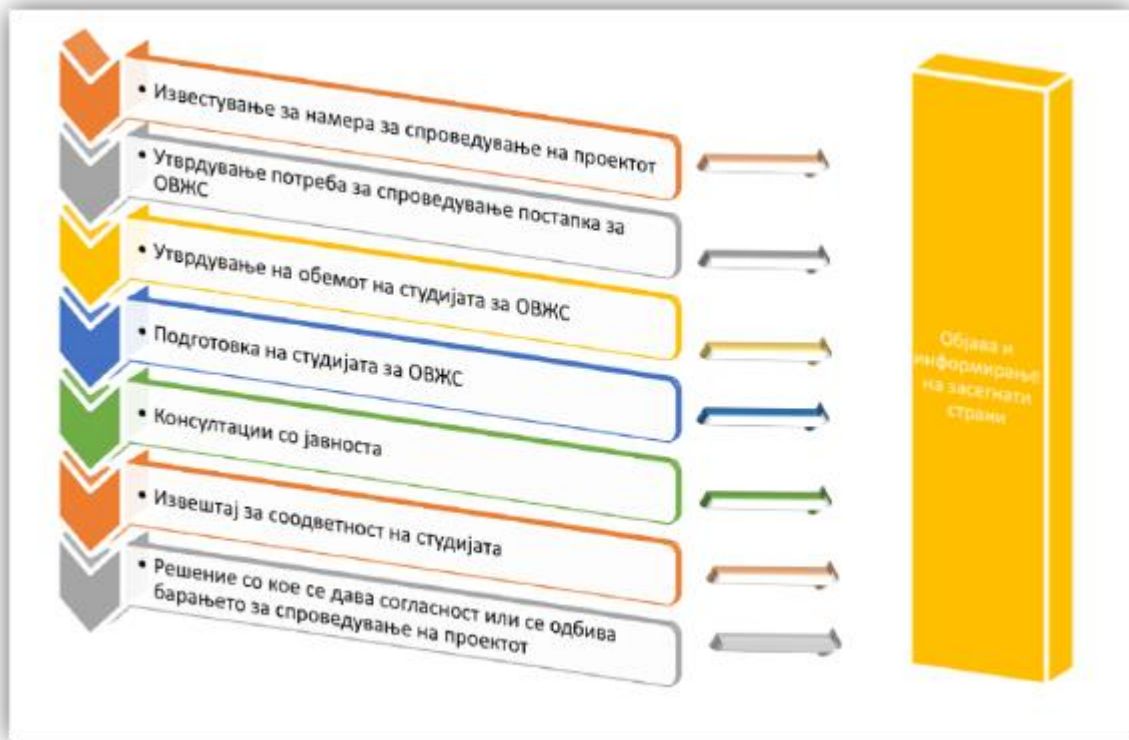 • Известување за намера за спроведување на проектот
• Утврдување потреба за спроведување постапка за
ОВЖС
• Утврдување на обемот на студијата за ОВЖС
• Подготовка на студијата за ОВЖС
• Консултации со јавноста
• Извештај за соодветност на студијата
• Решение со кое се дава согласност или се одбива
барањето за спроведување на проектот
Објава и
информирање
на засегнати
страни